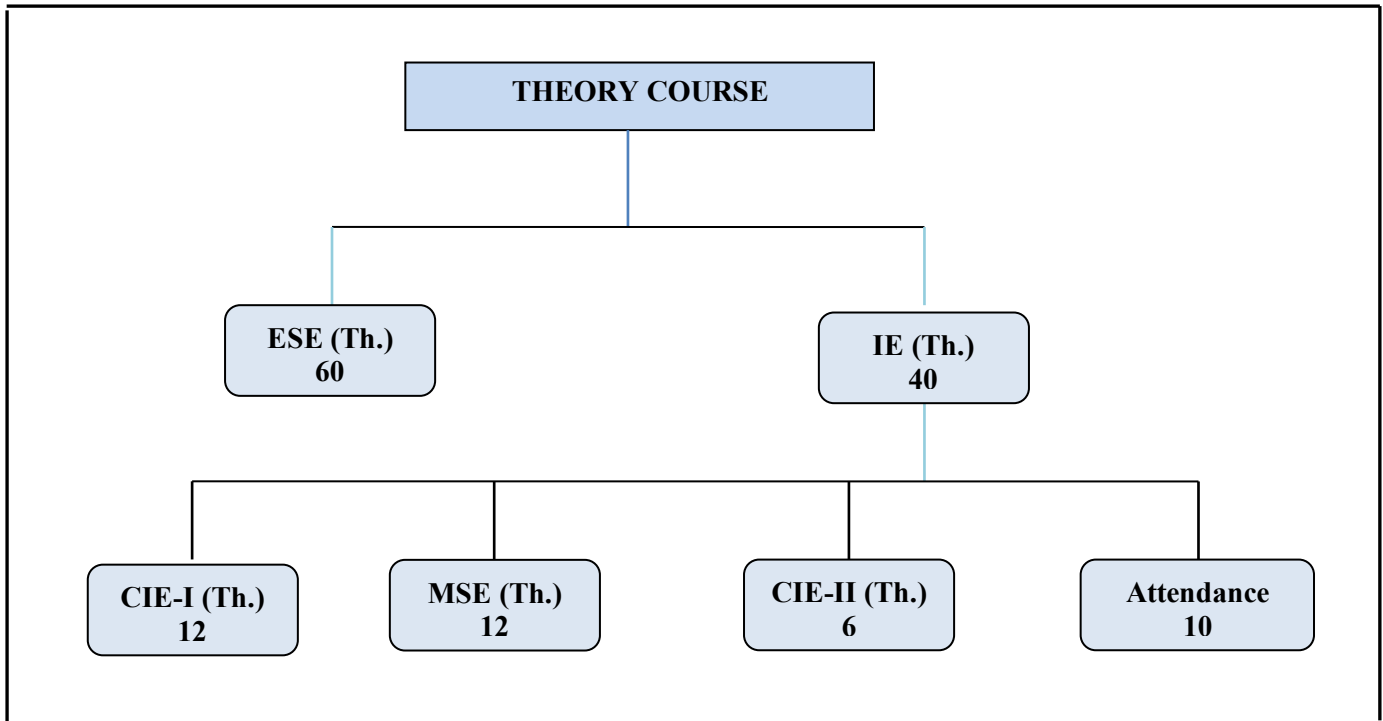 THEORY COURSE
ESE (Th.)
60
IE (Th.)
40
CIE-I (Th.)
12
MSE (Th.)
12
CIE-II (Th.)
6
Attendance
10